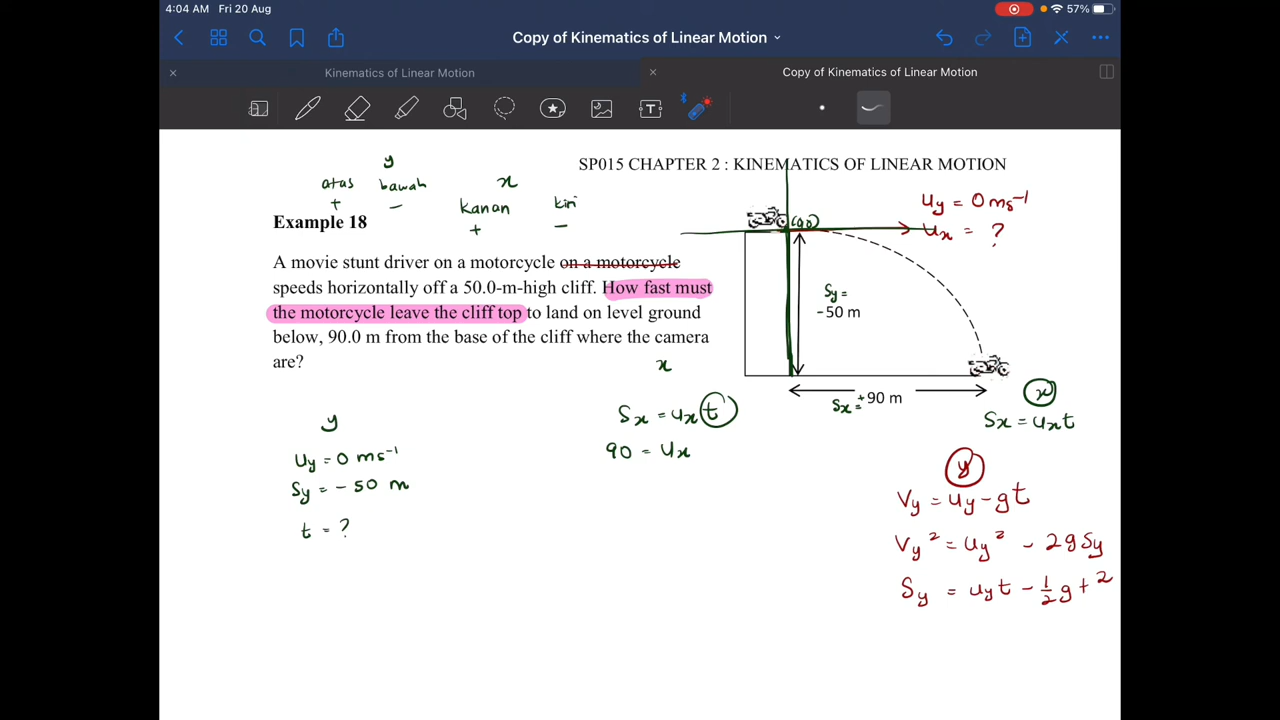 4:04 AM Fri 20 Aug
57%
Copy of Kinematics of Linear Motion
Kinematics of Linear Motion
Copy of Kinematics of Linear Motion
SP015 CHAPTER 2 : KINEMATICS OF LINEAR MOTION
y
atas bawah
+ −
x
kanan kiri
+ −
Example 18
A movie stunt driver on a motorcycle on a motorcycle
speeds horizontally off a 50.0-m-high cliff. How fast must
the motorcycle leave the cliff top to land on level ground
below, 90.0 m from the base of the cliff where the camera
are?
uy = 0 ms⁻¹
ux = ?
Sy =
-50 m
Sx = +90 m
x
Sx = uxt
y
Vy = uy − gt
Vy² = uy² − 2gSy
Sy = uyt − ½gt²
y
uy = 0 ms⁻¹
Sy = − 50 m
t = ?
x
Sx = ux t
90 = ux